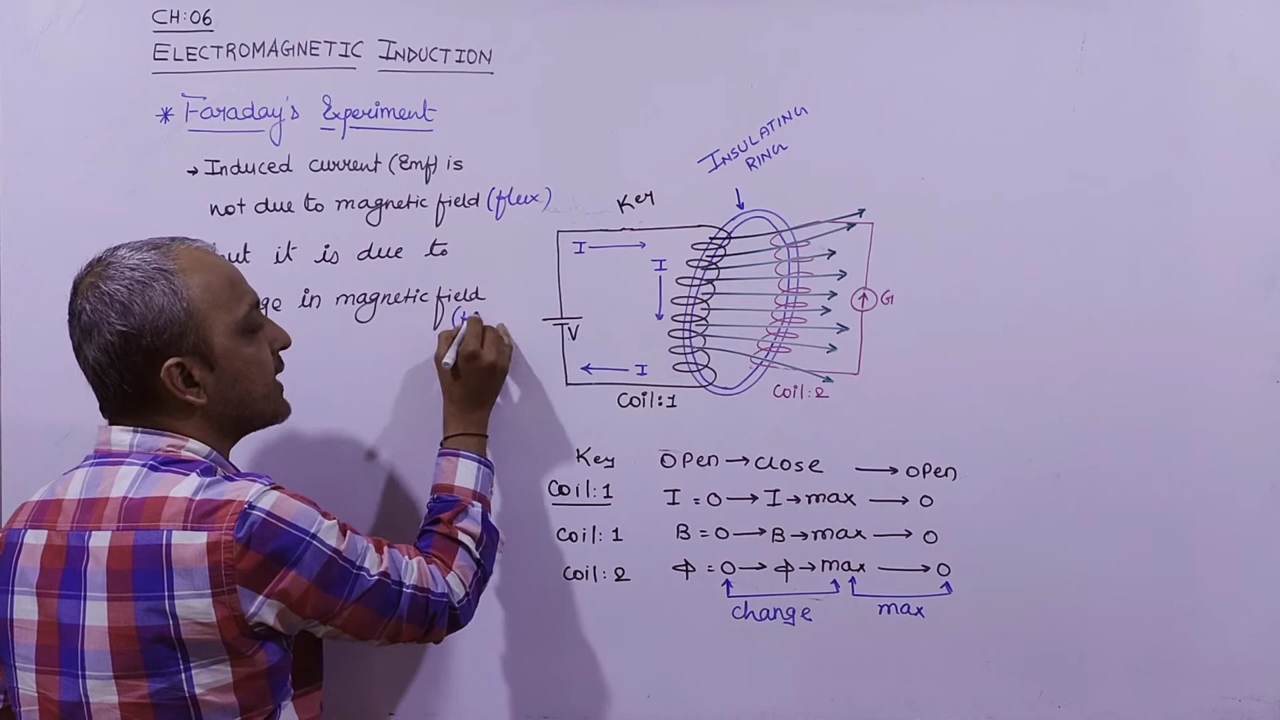 CH:06
ELECTROMAGNETIC INDUCTION
* Faraday's Experiment
→ Induced current (Emf) is
not due to magnetic field (flux)
but it is due to
in magnetic field
Key
INSULATING
RING
I
I
V
I
G
Coil:1
Coil:2
Key Open → close → open
Coil:1 I = 0 → I → max → 0
Coil:1 B = 0 → B → max → 0
Coil:2 ϕ = 0 → ϕ → max → 0
change max